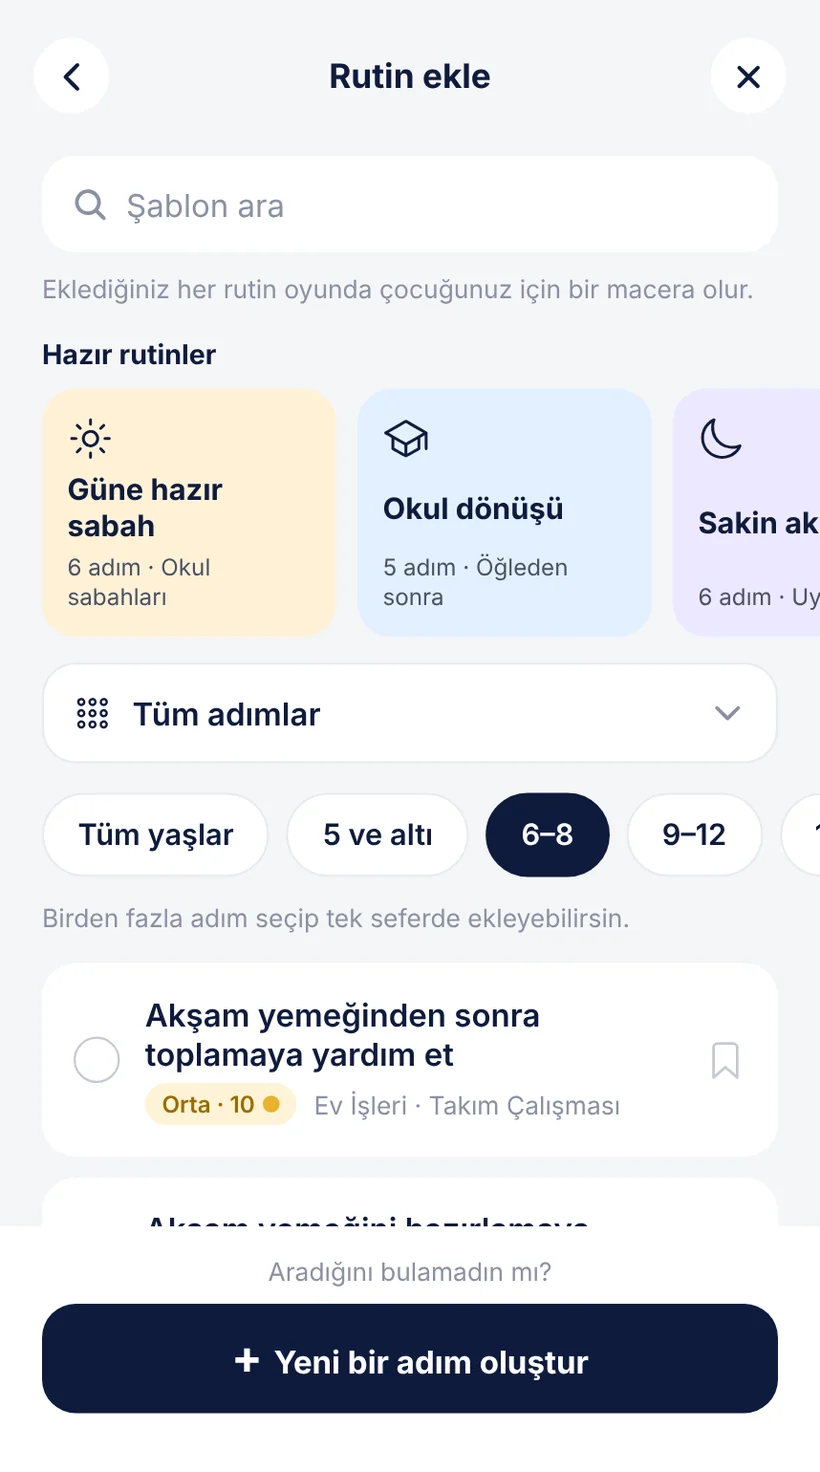 Rutin ekle
Şablon ara
Eklediğiniz her rutin oyunda çocuğunuz için bir macera olur.
Hazır rutinler
Güne hazır
sabah
6 adım · Okul
sabahları
Okul dönüşü
5 adım · Öğleden
sonra
Sakin ak
6 adım · Uy
Tüm adımlar
Tüm yaşlar
5 ve altı
6–8
9–12
Birden fazla adım seçip tek seferde ekleyebilirsin.
Akşam yemeğinden sonra
toplamaya yardım et
Orta · 10
Ev İşleri · Takım Çalışması
Akşam yemeğini hazırlamaya
Aradığını bulamadın mı?
+ Yeni bir adım oluştur